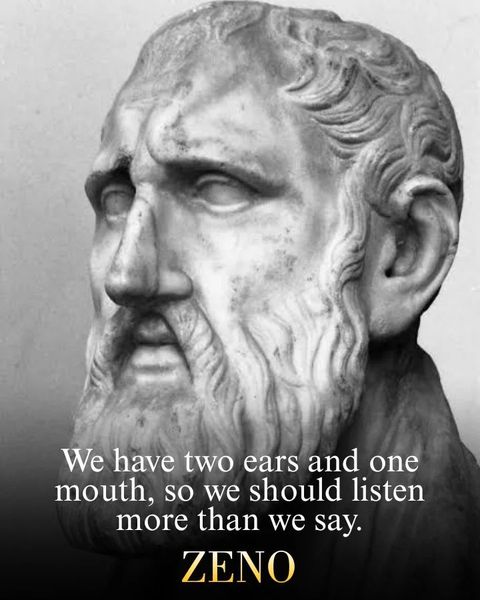 We have two ears and one
mouth, so we should listen
more than we say.
ZENO